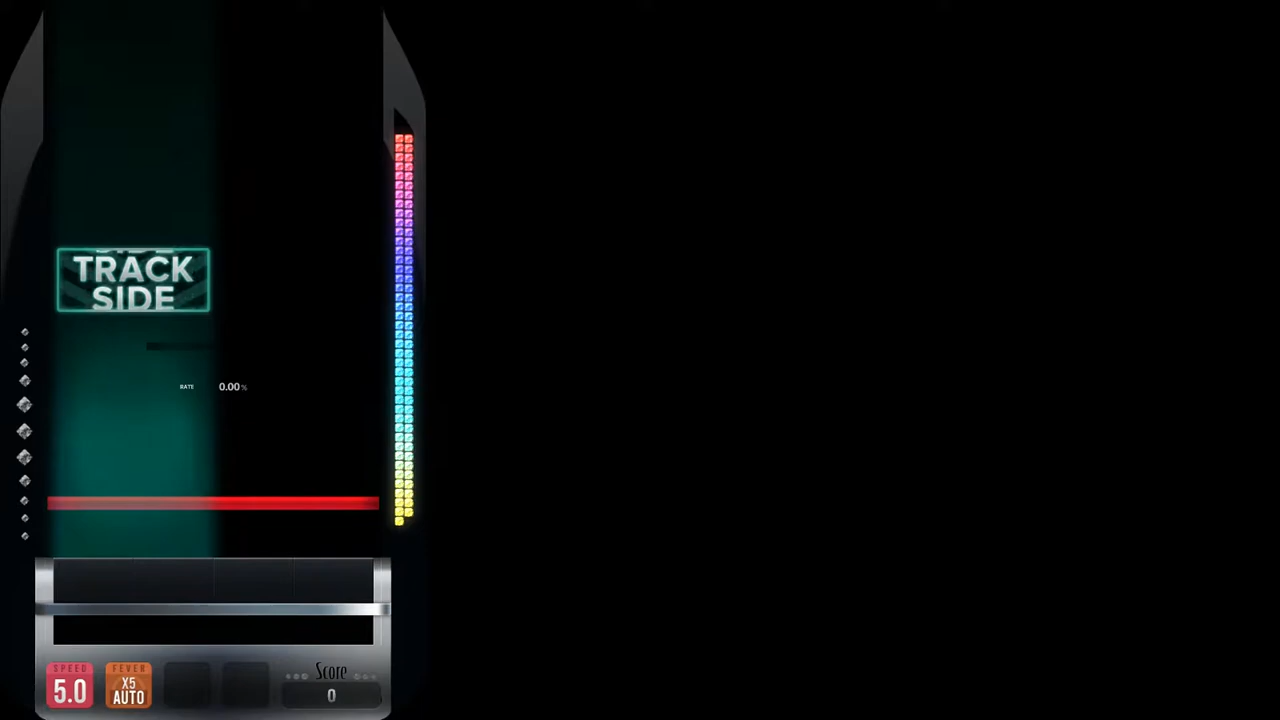 TRACK
SIDE
RATE 0.00%
SPEED
5.0
FEVER
X5
AUTO
Score
0